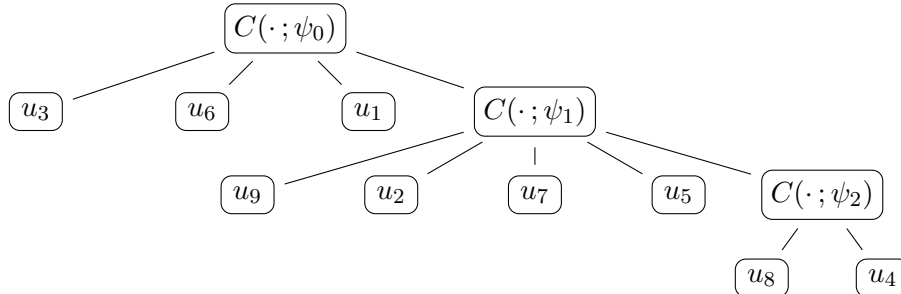 C(· ; ψ₀)
u₃ u₆ u₁ C(· ; ψ₁)
u₉ u₂ u₇ u₅ C(· ; ψ₂)
u₈ u₄